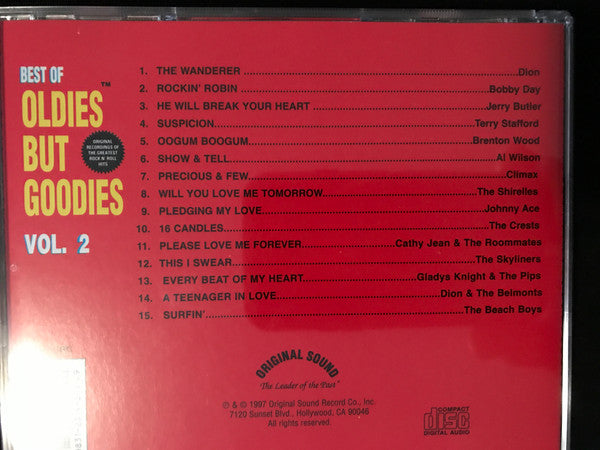 BEST OF
OLDIES™
BUT
GOODIES
VOL. 2
ORIGINAL
RECORDINGS OF
THE GREATEST
ROCK N ROLL
HITS
1. THE WANDERER ........ Dion
2. ROCKIN' ROBIN ........ Bobby Day
3. HE WILL BREAK YOUR HEART ........ Jerry Butler
4. SUSPICION ........ Terry Stafford
5. OOGUM BOOGUM ........ Brenton Wood
6. SHOW & TELL ........ Al Wilson
7. PRECIOUS & FEW ........ Climax
8. WILL YOU LOVE ME TOMORROW ........ The Shirelles
9. PLEDGING MY LOVE ........ Johnny Ace
10. 16 CANDLES ........ The Crests
11. PLEASE LOVE ME FOREVER ........ Cathy Jean & The Roommates
12. THIS I SWEAR ........ The Skyliners
13. EVERY BEAT OF MY HEART ........ Gladys Knight & The Pips
14. A TEENAGER IN LOVE ........ Dion & The Belmonts
15. SURFIN' ........ The Beach Boys
ORIGINAL SOUND
"The Leader of the Past"
℗ & © 1997 Original Sound Record Co., Inc.
7120 Sunset Blvd., Hollywood, CA 90046
All rights reserved.
COMPACT
disc
DIGITAL AUDIO